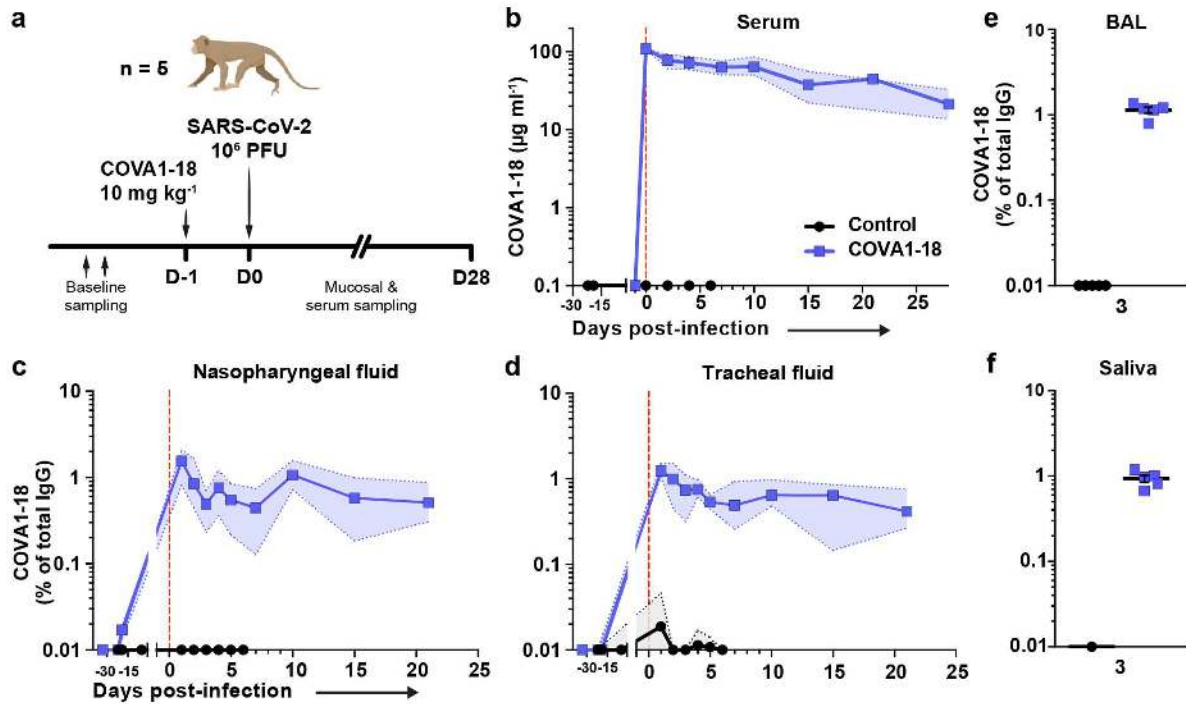 a
n = 5
SARS-CoV-2
10⁶ PFU
COVA1-18
10 mg kg⁻¹
Baseline
sampling
D-1
D0
Mucosal &
serum sampling
D28
b
Serum
COVA1-18 (µg ml⁻¹)
100
10
1
0.1
Control
COVA1-18
-30
-15
0
5
10
15
20
25
Days post-infection
e
BAL
COVA1-18
(% of total IgG)
10
1
0.1
0.01
3
c
Nasopharyngeal fluid
COVA1-18
(% of total IgG)
10
1
0.1
0.01
-30
-15
0
5
10
15
20
25
Days post-infection
d
Tracheal fluid
10
1
0.1
0.01
-30
-15
0
5
10
15
20
25
f
Saliva
10
1
0.1
0.01
3